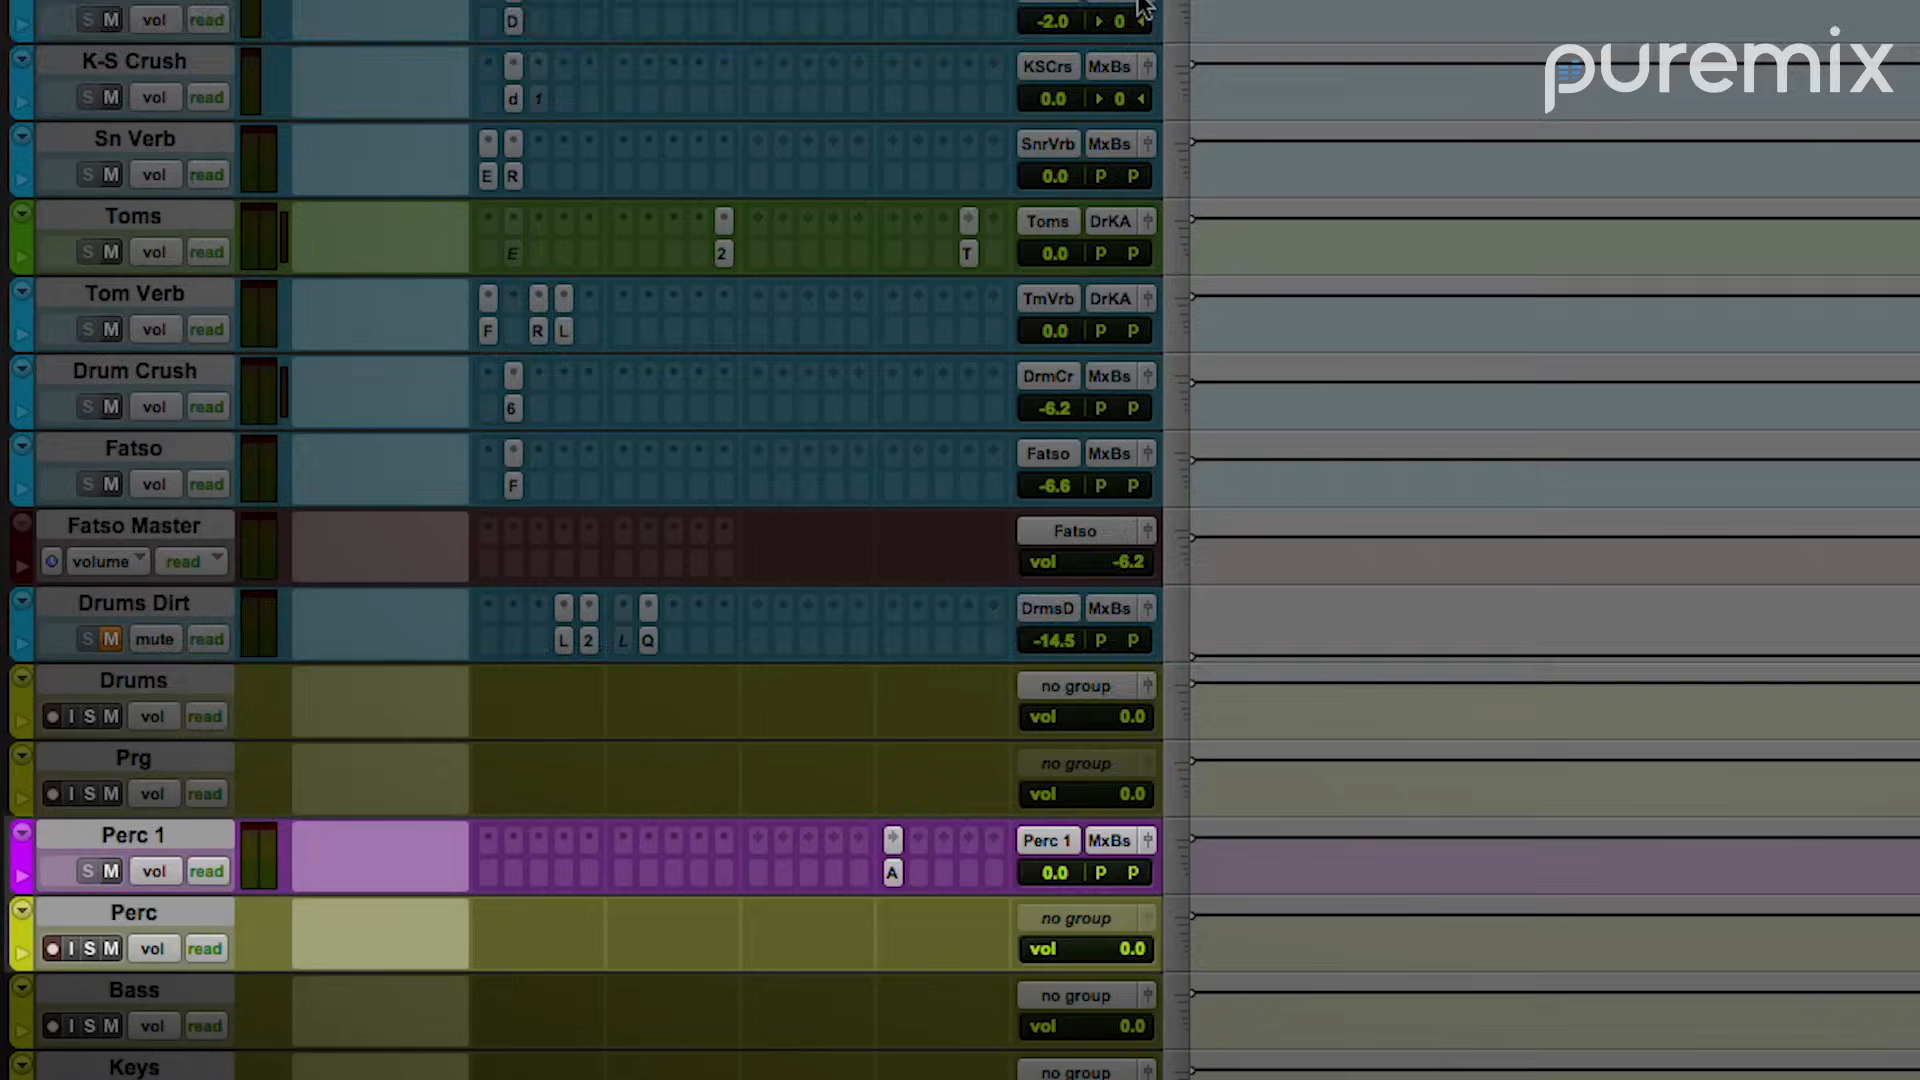 S M vol read D -2.0 0
puremix
K-S Crush KSCrs MxBs
S M vol read d 1 0.0 0
Sn Verb SnrVrb MxBs
S M vol read E R 0.0 P P
Toms Toms DrKA
S M vol read E 2 T 0.0 P P
Tom Verb TmVrb DrKA
S M vol read F R L 0.0 P P
Drum Crush DrmCr MxBs
S M vol read 6 -6.2 P P
Fatso Fatso MxBs
S M vol read F -6.6 P P
Fatso Master Fatso
volume read vol -6.2
Drums Dirt DrmsD MxBs
S M mute read L 2 L Q -14.5 P P
Drums no group
I S M vol read vol 0.0
Prg no group
I S M vol read vol 0.0
Perc 1 Perc 1 MxBs
S M vol read A 0.0 P P
Perc no group
I S M vol read vol 0.0
Bass no group
I S M vol read vol 0.0
Keys no group